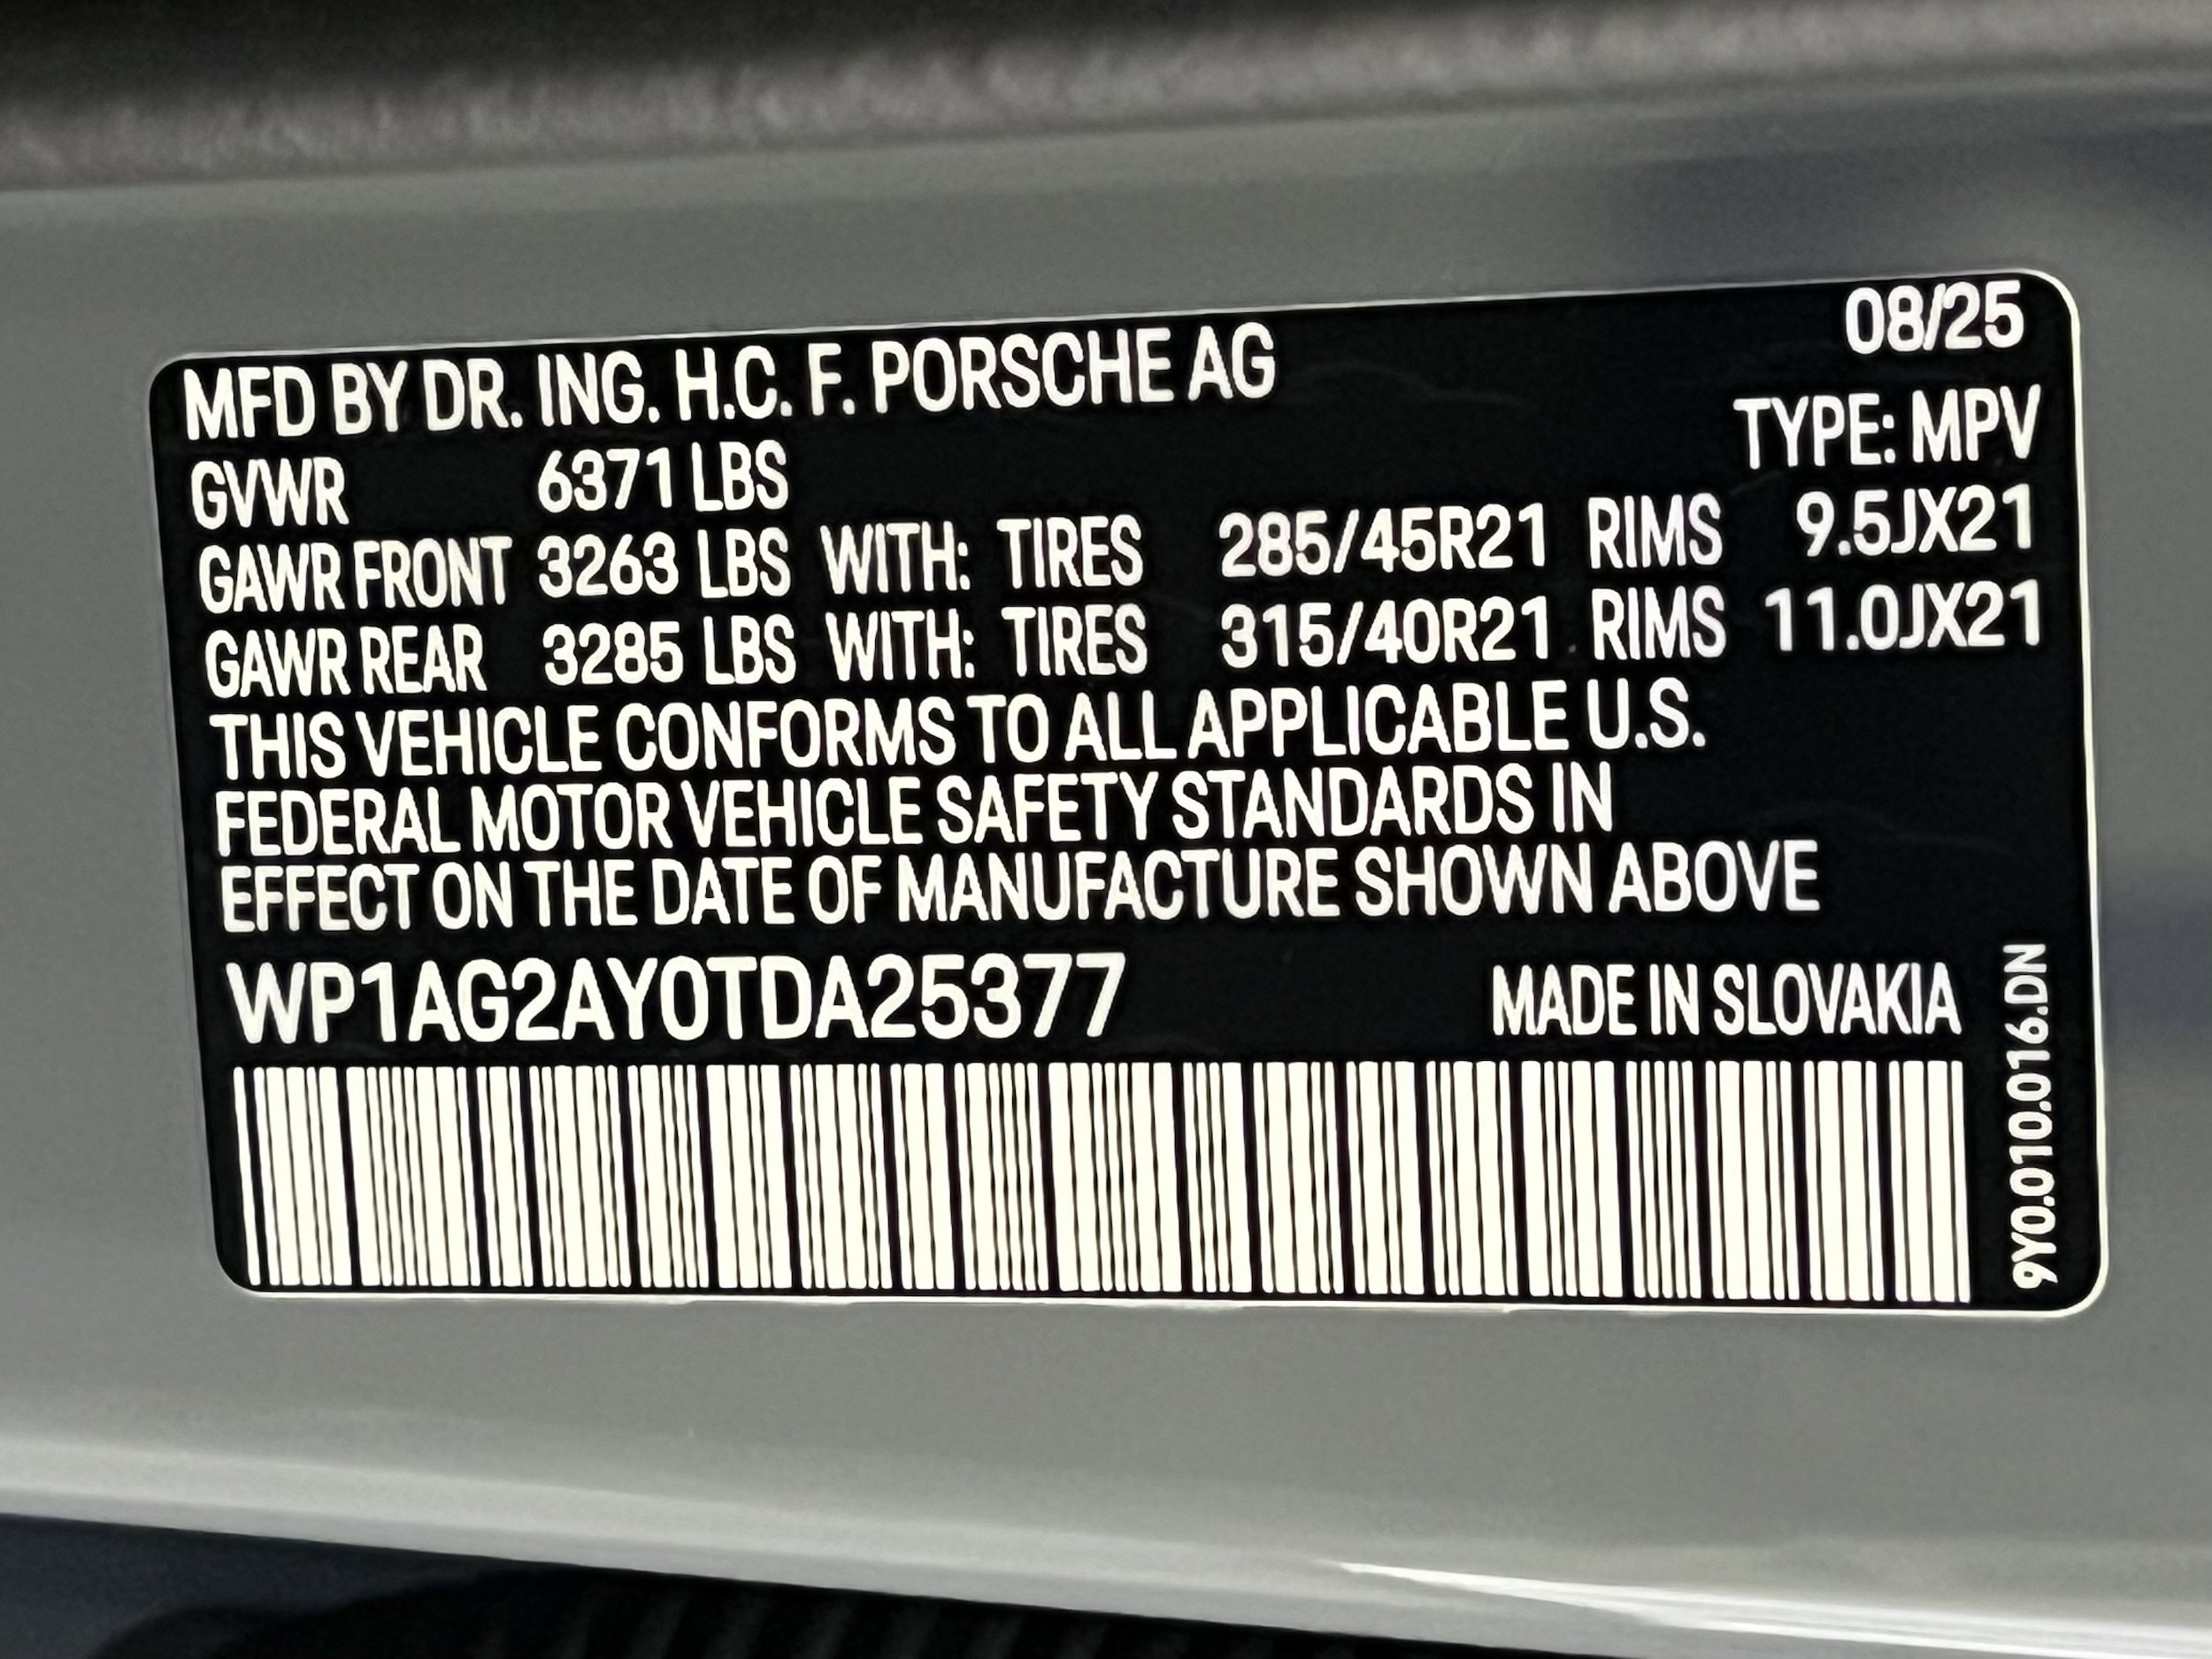 08/25
MFD BY DR. ING. H.C. F. PORSCHE AG
TYPE: MPV
GVWR 6371 LBS
GAWR FRONT 3263 LBS WITH: TIRES 285/45R21 RIMS 9.5JX21
GAWR REAR 3285 LBS WITH: TIRES 315/40R21 RIMS 11.0JX21
THIS VEHICLE CONFORMS TO ALL APPLICABLE U.S.
FEDERAL MOTOR VEHICLE SAFETY STANDARDS IN
EFFECT ON THE DATE OF MANUFACTURE SHOWN ABOVE
WP1AG2AY0TDA25377 MADE IN SLOVAKIA
9Y0.010.016.DN